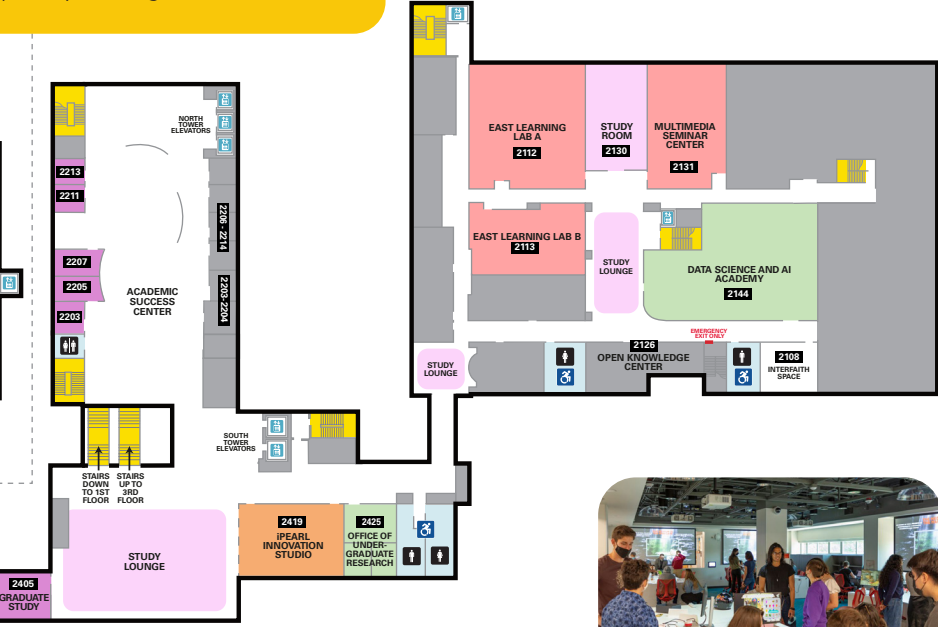 NORTH
TOWER
ELEVATORS
2213
2211
2206 - 2214
2207
2205
2203
2203-2204
ACADEMIC
SUCCESS
CENTER
SOUTH
TOWER
ELEVATORS
STAIRS
DOWN
TO 1ST
FLOOR
STAIRS
UP TO
3RD
FLOOR
STUDY
LOUNGE
2405
GRADUATE
STUDY
2419
iPEARL
INNOVATION
STUDIO
2425
OFFICE OF
UNDER-
GRADUATE
RESEARCH
EAST LEARNING
LAB A
2112
STUDY
ROOM
2130
MULTIMEDIA
SEMINAR
CENTER
2131
EAST LEARNING LAB B
2113
STUDY
LOUNGE
DATA SCIENCE AND AI
ACADEMY
2144
EMERGENCY
EXIT ONLY
STUDY
LOUNGE
2126
OPEN KNOWLEDGE
CENTER
2108
INTERFAITH
SPACE